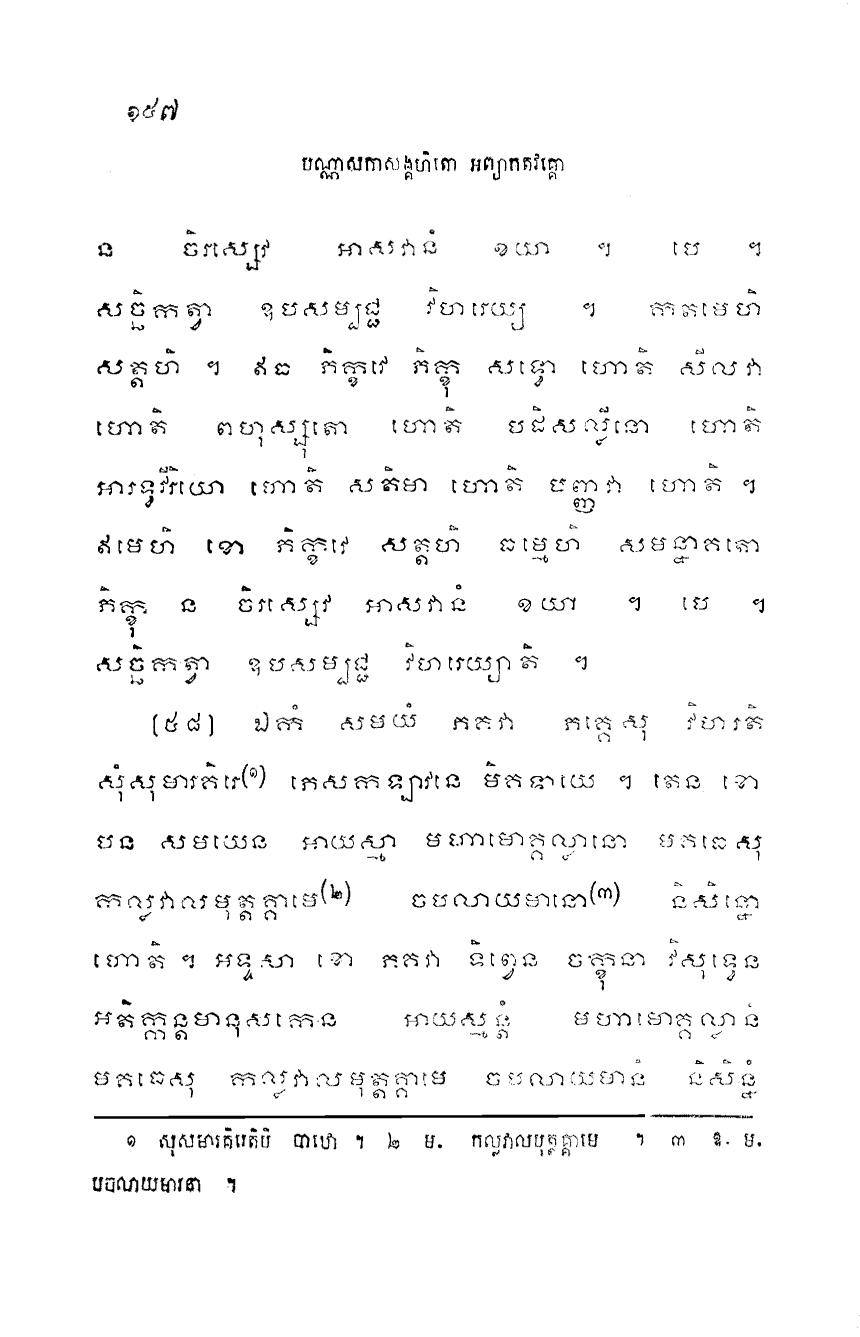 ១៥៧
បណ្ណាសកាសង្គហិតោ អព្យាកតវគ្គោ
ន ចិរស្សេវ អាសវានំ ខយា ។ បេ ។
សច្ឆិកត្វា ឧបសម្បជ្ជ វិហរេយ្យ ។ កតមេហិ
សត្តហិ ។ ឥធ ភិក្ខវេ ភិក្ខុ សទ្ធោ ហោតិ សីលវា
ហោតិ ពហុស្សុតោ ហោតិ បដិសល្លីនោ ហោតិ
អារទ្ធវីរិយោ ហោតិ សតិមា ហោតិ បញ្ញវា ហោតិ ។
ឥមេហិ ខោ ភិក្ខវេ សត្តហិ ធម្មេហិ សមន្នាគតោ
ភិក្ខុ ន ចិរស្សេវ អាសវានំ ខយា ។ បេ ។
សច្ឆិកត្វា ឧបសម្បជ្ជ វិហរេយ្យាតិ ។
[៥៨] ឯកំ សមយំ ភគវា ភគ្គេសុ វិហរតិ
សុំសុមារគិរេ(១) ភេសកឡាវនេ មិគទាយេ ។ តេន ខោ
បន សមយេន អាយស្មា មហាមោគ្គល្លានោ មគធេសុ
កល្លវាលមុត្តគ្គាមេ(២) ចបលាយមានោ(៣) និសិន្នោ
ហោតិ ។ អទ្ទសា ខោ ភគវា ទិព្វេន ចក្ខុនា វិសុទ្ធេន
អតិក្កន្តមានុសកេន អាយស្មន្តំ មហាមោគ្គល្លានំ
មគធេសុ កល្លវាលមុត្តគ្គាមេ ចបលាយមានំ និសិន្នំ
១ សុសមារគិរេតិបិ បាឋោ ។ ២ ម. កល្លវាលបុត្តគ្គាមេ ។ ៣ ឱ. ម.
បចលាយមានោ ។